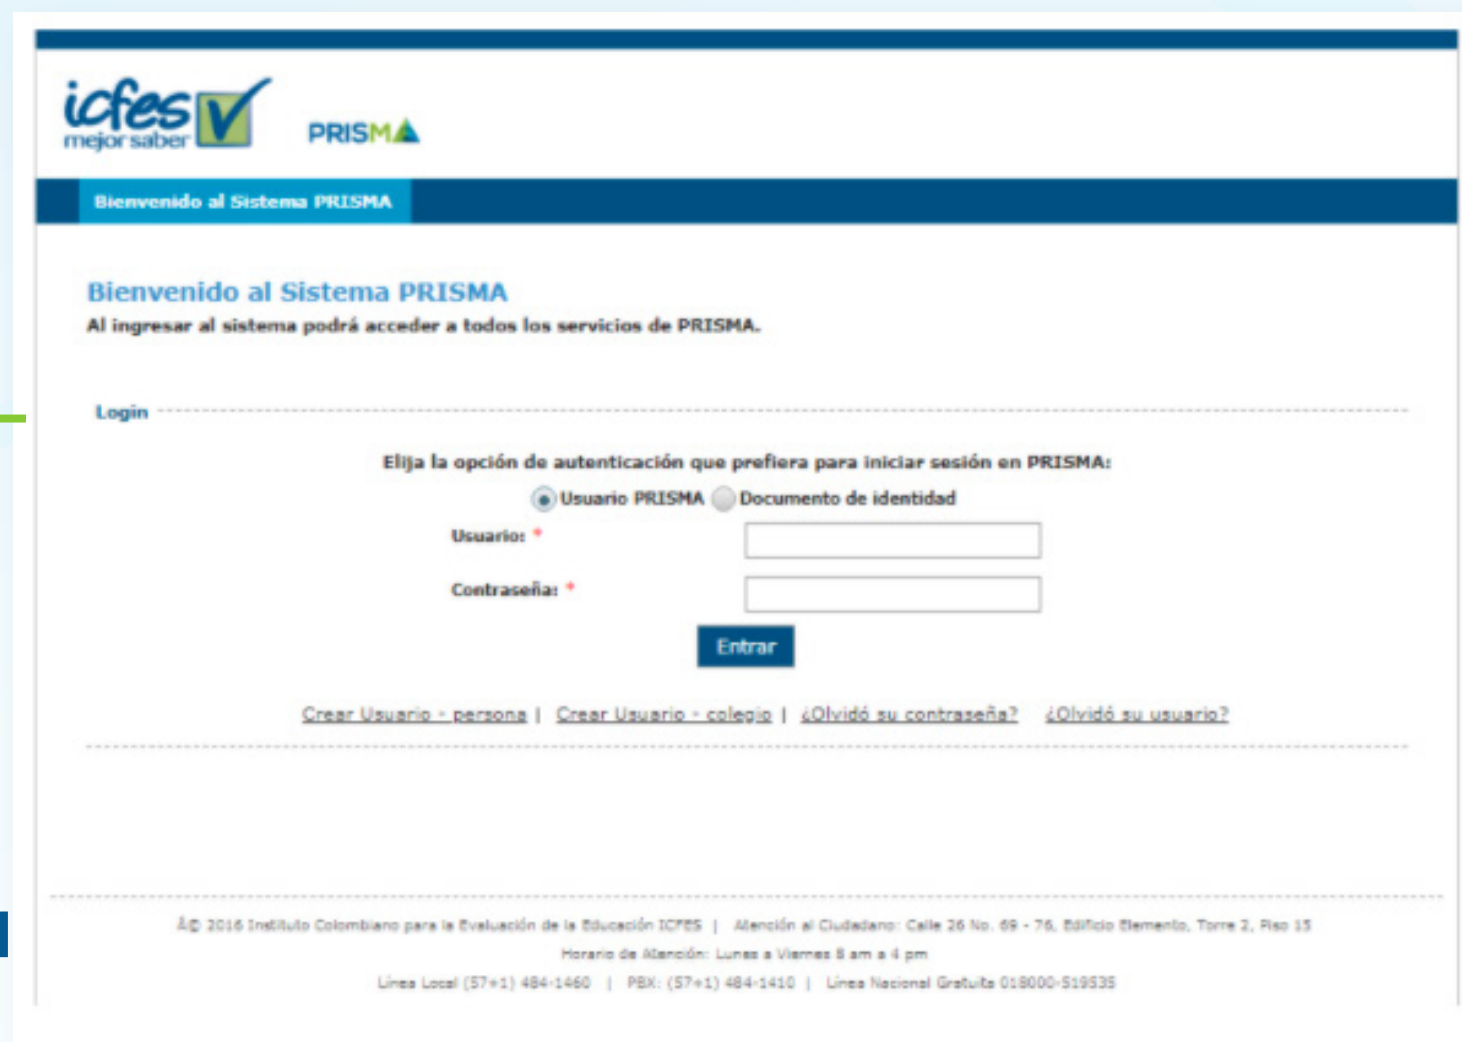 icfes
mejor saber
PRISMA
Bienvenido al Sistema PRISMA
Bienvenido al Sistema PRISMA
Al ingresar al sistema podrá acceder a todos los servicios de PRISMA.
Login
Elija la opción de autenticación que prefiera para iniciar sesión en PRISMA:
Usuario PRISMA Documento de identidad
Usuario: *
Contraseña: *
Entrar
Crear Usuario - persona | Crear Usuario - colegio | ¿Olvidó su contraseña? ¿Olvidó su usuario?
Â© 2016 Instituto Colombiano para la Evaluación de la Educación ICFES | Atención al Ciudadano: Calle 26 No. 69 - 76, Edificio Elemento, Torre 2, Piso 15
Horario de Atención: Lunes a Viernes 8 am a 4 pm
Línea Local (57+1) 484-1460 | PBX: (57+1) 484-1410 | Línea Nacional Gratuita 018000-519535